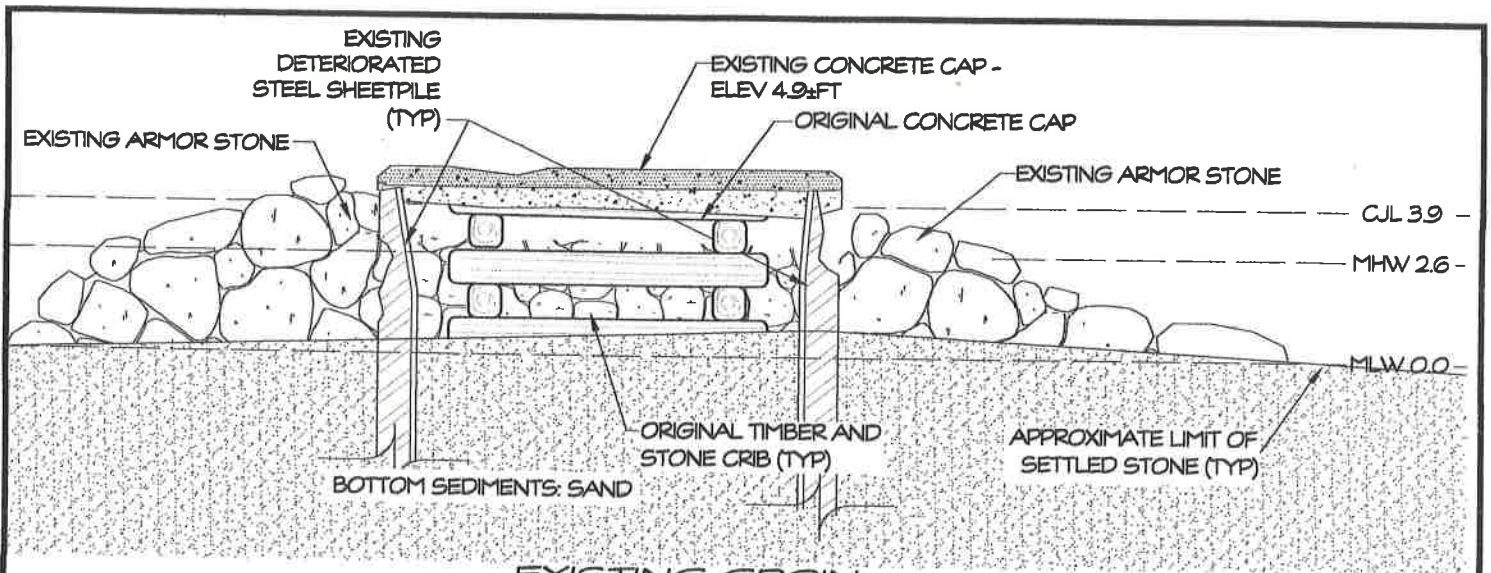 EXISTING
DETERIORATED
STEEL SHEETPILE
(TYP)
EXISTING CONCRETE CAP -
ELEV 4.9±FT
ORIGINAL CONCRETE CAP
EXISTING ARMOR STONE
EXISTING ARMOR STONE
CJL 3.9
MHW 2.6
MLW 0.0
ORIGINAL TIMBER AND
STONE CRIB (TYP)
APPROXIMATE LIMIT OF
SETTLED STONE (TYP)
BOTTOM SEDIMENTS: SAND
EXISTING GROIN